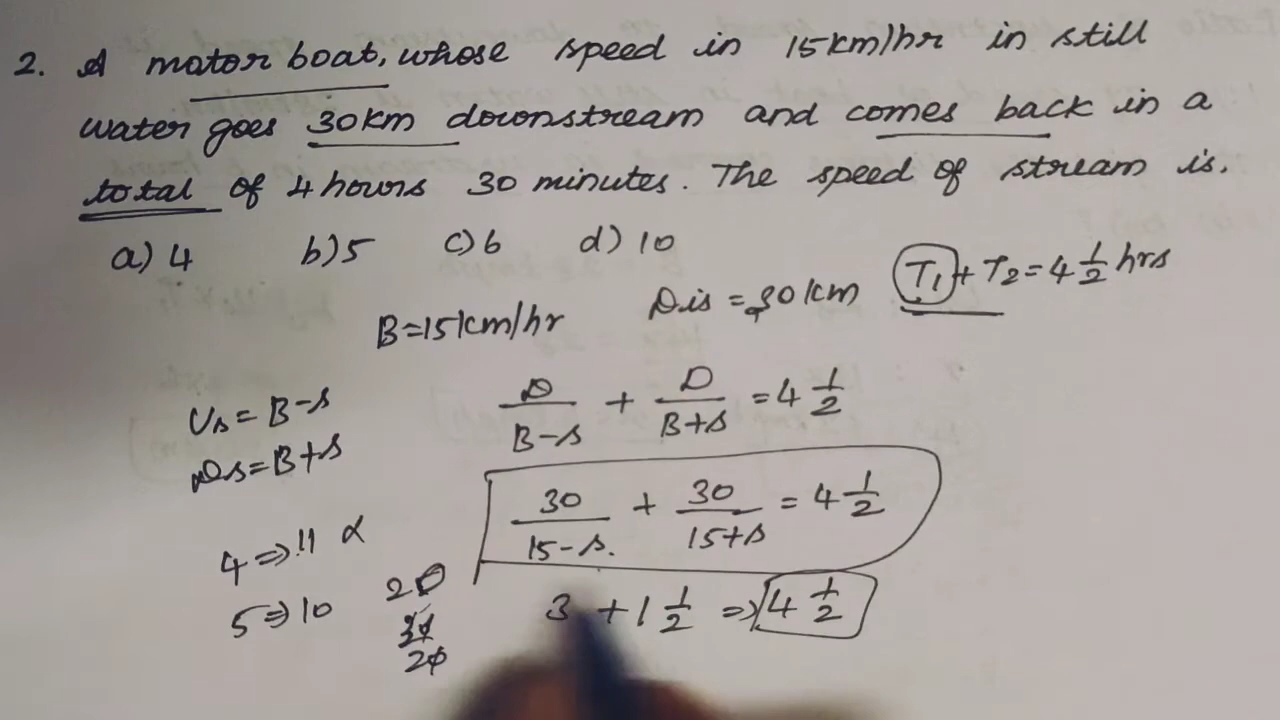 2. A motor boat, whose speed in 15km/hr in still
water goes 30km downstream and comes back in a
total of 4 hours 30 minutes. The speed of stream is.
a) 4 b) 5 c) 6 d) 10
B=15km/hr Dis = 30km T₁ + T₂ = 4 1/2 hrs
Us = B-s
Ds = B+s
D/B-s + D/B+s = 4 1/2
30/15-s. + 30/15+s = 4 1/2
4 => 11 α
5 => 10
20
3 + 1 1/2 => 4 1/2
20